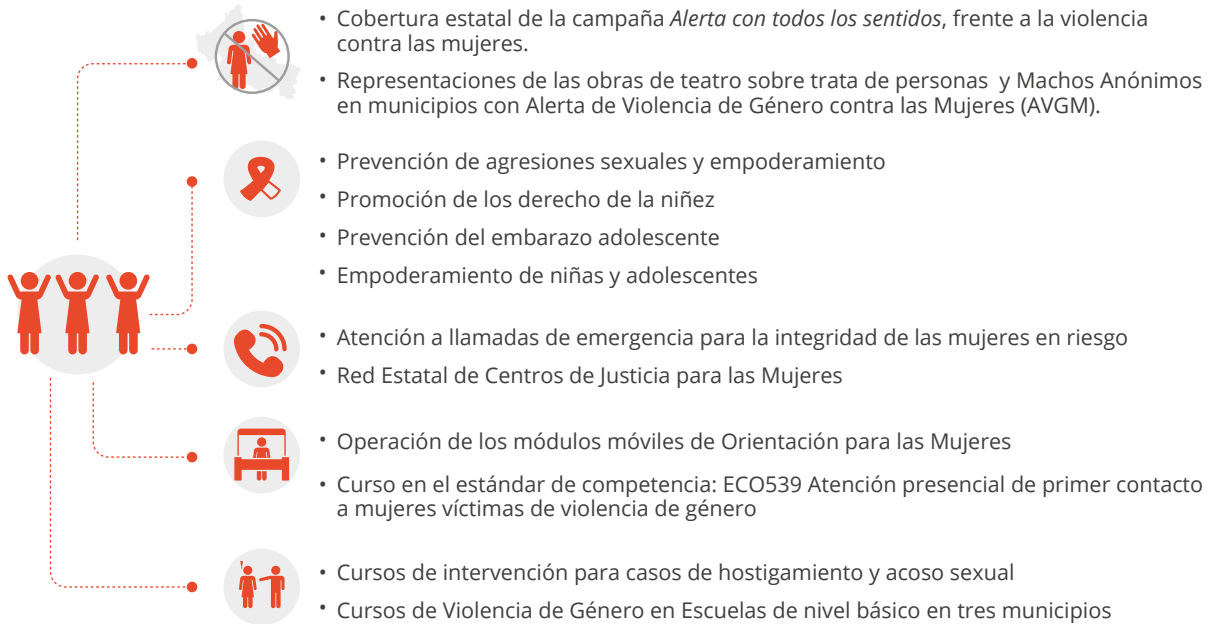 • Cobertura estatal de la campaña Alerta con todos los sentidos, frente a la violencia
contra las mujeres.
• Representaciones de las obras de teatro sobre trata de personas  y Machos Anónimos
en municipios con Alerta de Violencia de Género contra las Mujeres (AVGM).
• Prevención de agresiones sexuales y empoderamiento
• Promoción de los derecho de la niñez
• Prevención del embarazo adolescente
• Empoderamiento de niñas y adolescentes
• Atención a llamadas de emergencia para la integridad de las mujeres en riesgo
• Red Estatal de Centros de Justicia para las Mujeres
• Operación de los módulos móviles de Orientación para las Mujeres
• Curso en el estándar de competencia: ECO539 Atención presencial de primer contacto
a mujeres víctimas de violencia de género
• Cursos de intervención para casos de hostigamiento y acoso sexual
• Cursos de Violencia de Género en Escuelas de nivel básico en tres municipios